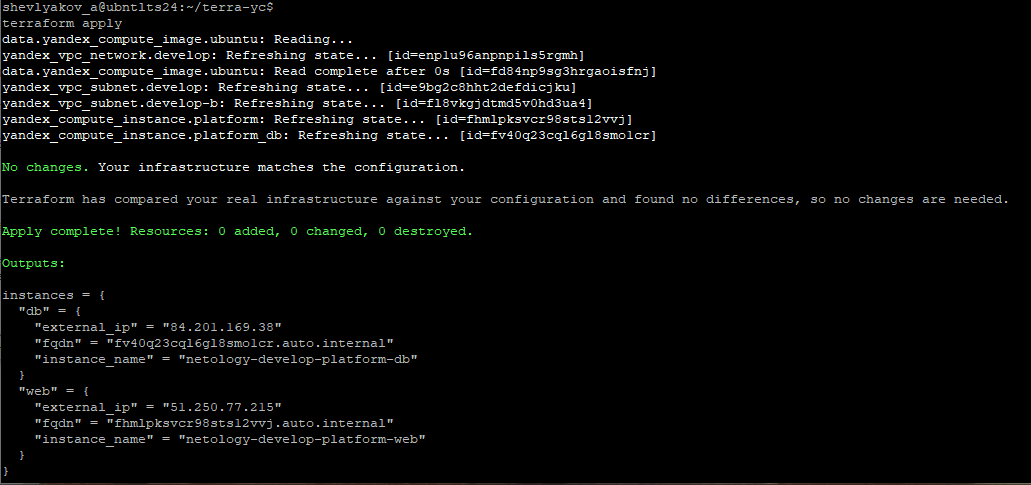 shevlyakov_a@ubntlts24:~/terra-yc$
terraform apply
data.yandex_compute_image.ubuntu: Reading...
yandex_vpc_network.develop: Refreshing state... [id=enplu96anpnpils5rgmh]
data.yandex_compute_image.ubuntu: Read complete after 0s [id=fd84np9sg3hrgaoisfnj]
yandex_vpc_subnet.develop: Refreshing state... [id=e9bg2c8hht2defdicjku]
yandex_vpc_subnet.develop-b: Refreshing state... [id=fl8vkgjdtmd5v0hd3ua4]
yandex_compute_instance.platform: Refreshing state... [id=fhmlpksvcr98stsl2vvj]
yandex_compute_instance.platform_db: Refreshing state... [id=fv40q23cql6gl8smolcr]
No changes. Your infrastructure matches the configuration.
Terraform has compared your real infrastructure against your configuration and found no differences, so no changes are needed.
Apply complete! Resources: 0 added, 0 changed, 0 destroyed.
Outputs:
instances = {
  "db" = {
    "external_ip" = "84.201.169.38"
    "fqdn" = "fv40q23cql6gl8smolcr.auto.internal"
    "instance_name" = "netology-develop-platform-db"
  }
  "web" = {
    "external_ip" = "51.250.77.215"
    "fqdn" = "fhmlpksvcr98stsl2vvj.auto.internal"
    "instance_name" = "netology-develop-platform-web"
  }
}